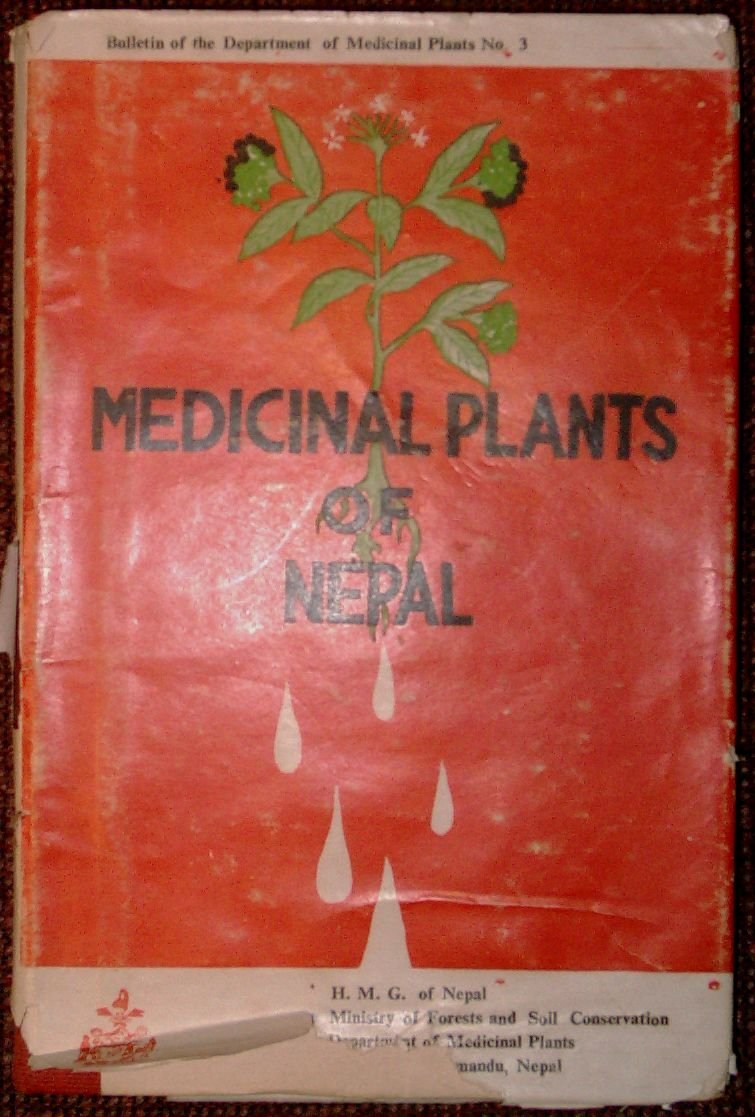 Bulletin of the Department of Medicinal Plants No. 3
MEDICINAL PLANTS
OF
NEPAL
H. M. G. of Nepal
Ministry of Forests and Soil Conservation
Department of Medicinal Plants
mandu, Nepal